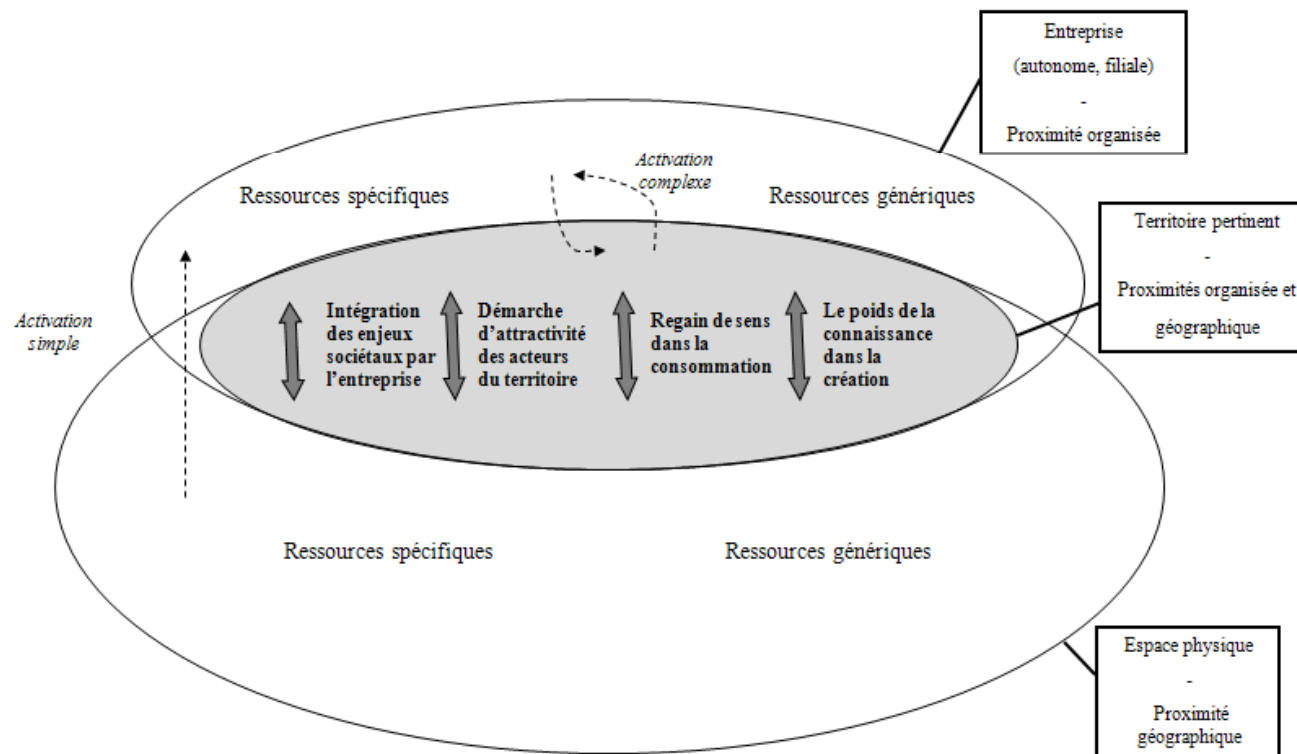 Entreprise
(autonome, filiale)
-
Proximité organisée
Activation
complexe
Ressources spécifiques
Ressources génériques
Territoire pertinent
-
Proximités organisée et
géographique
Activation
simple
Intégration
des enjeux
sociétaux par
l’entreprise
Démarche
d’attractivité
des acteurs
du territoire
Regain de sens
dans la
consommation
Le poids de la
connaissance
dans la
création
Ressources spécifiques
Ressources génériques
Espace physique
-
Proximité
géographique